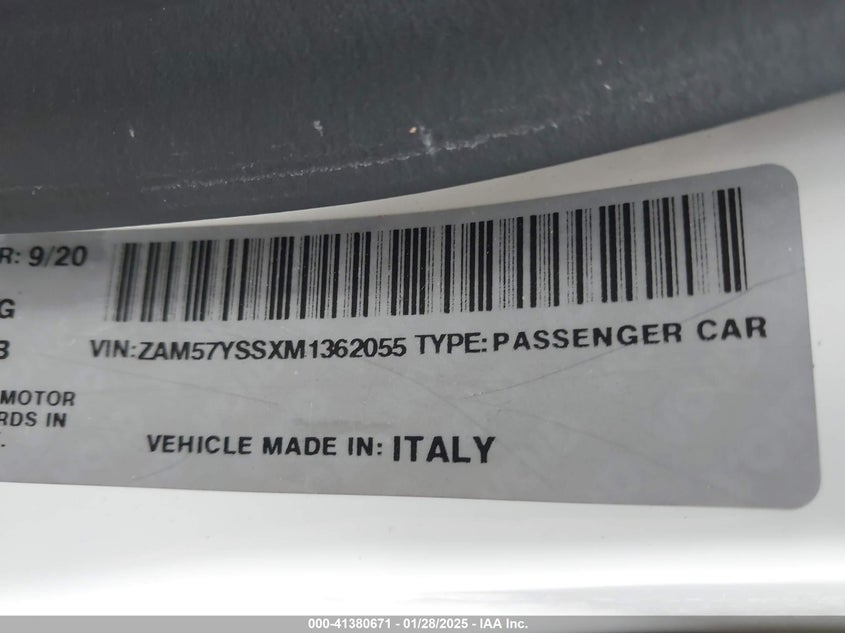 R: 9/20
G
VIN:ZAM57YSSXM1362055 TYPE:PASSENGER CAR
MOTOR
RDS IN
VEHICLE MADE IN: ITALY
000-41380671 | 01/28/2025 - © IAA Inc.